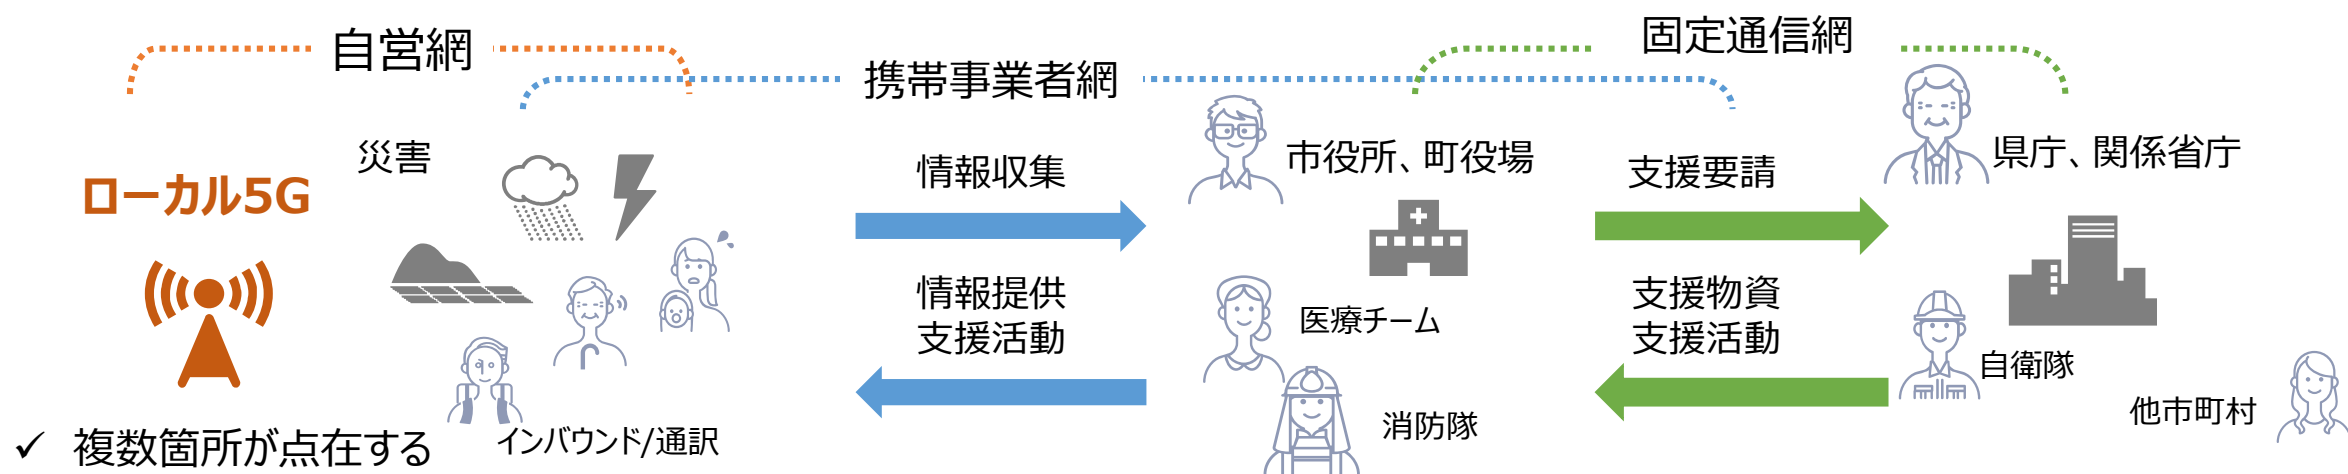 自営網
携帯事業者網
固定通信網
災害
ローカル5G
✓ 複数箇所が点在する
インバウンド/通訳
情報収集
情報提供
支援活動
市役所、町役場
医療チーム
消防隊
支援要請
支援物資
支援活動
県庁、関係省庁
自衛隊
他市町村